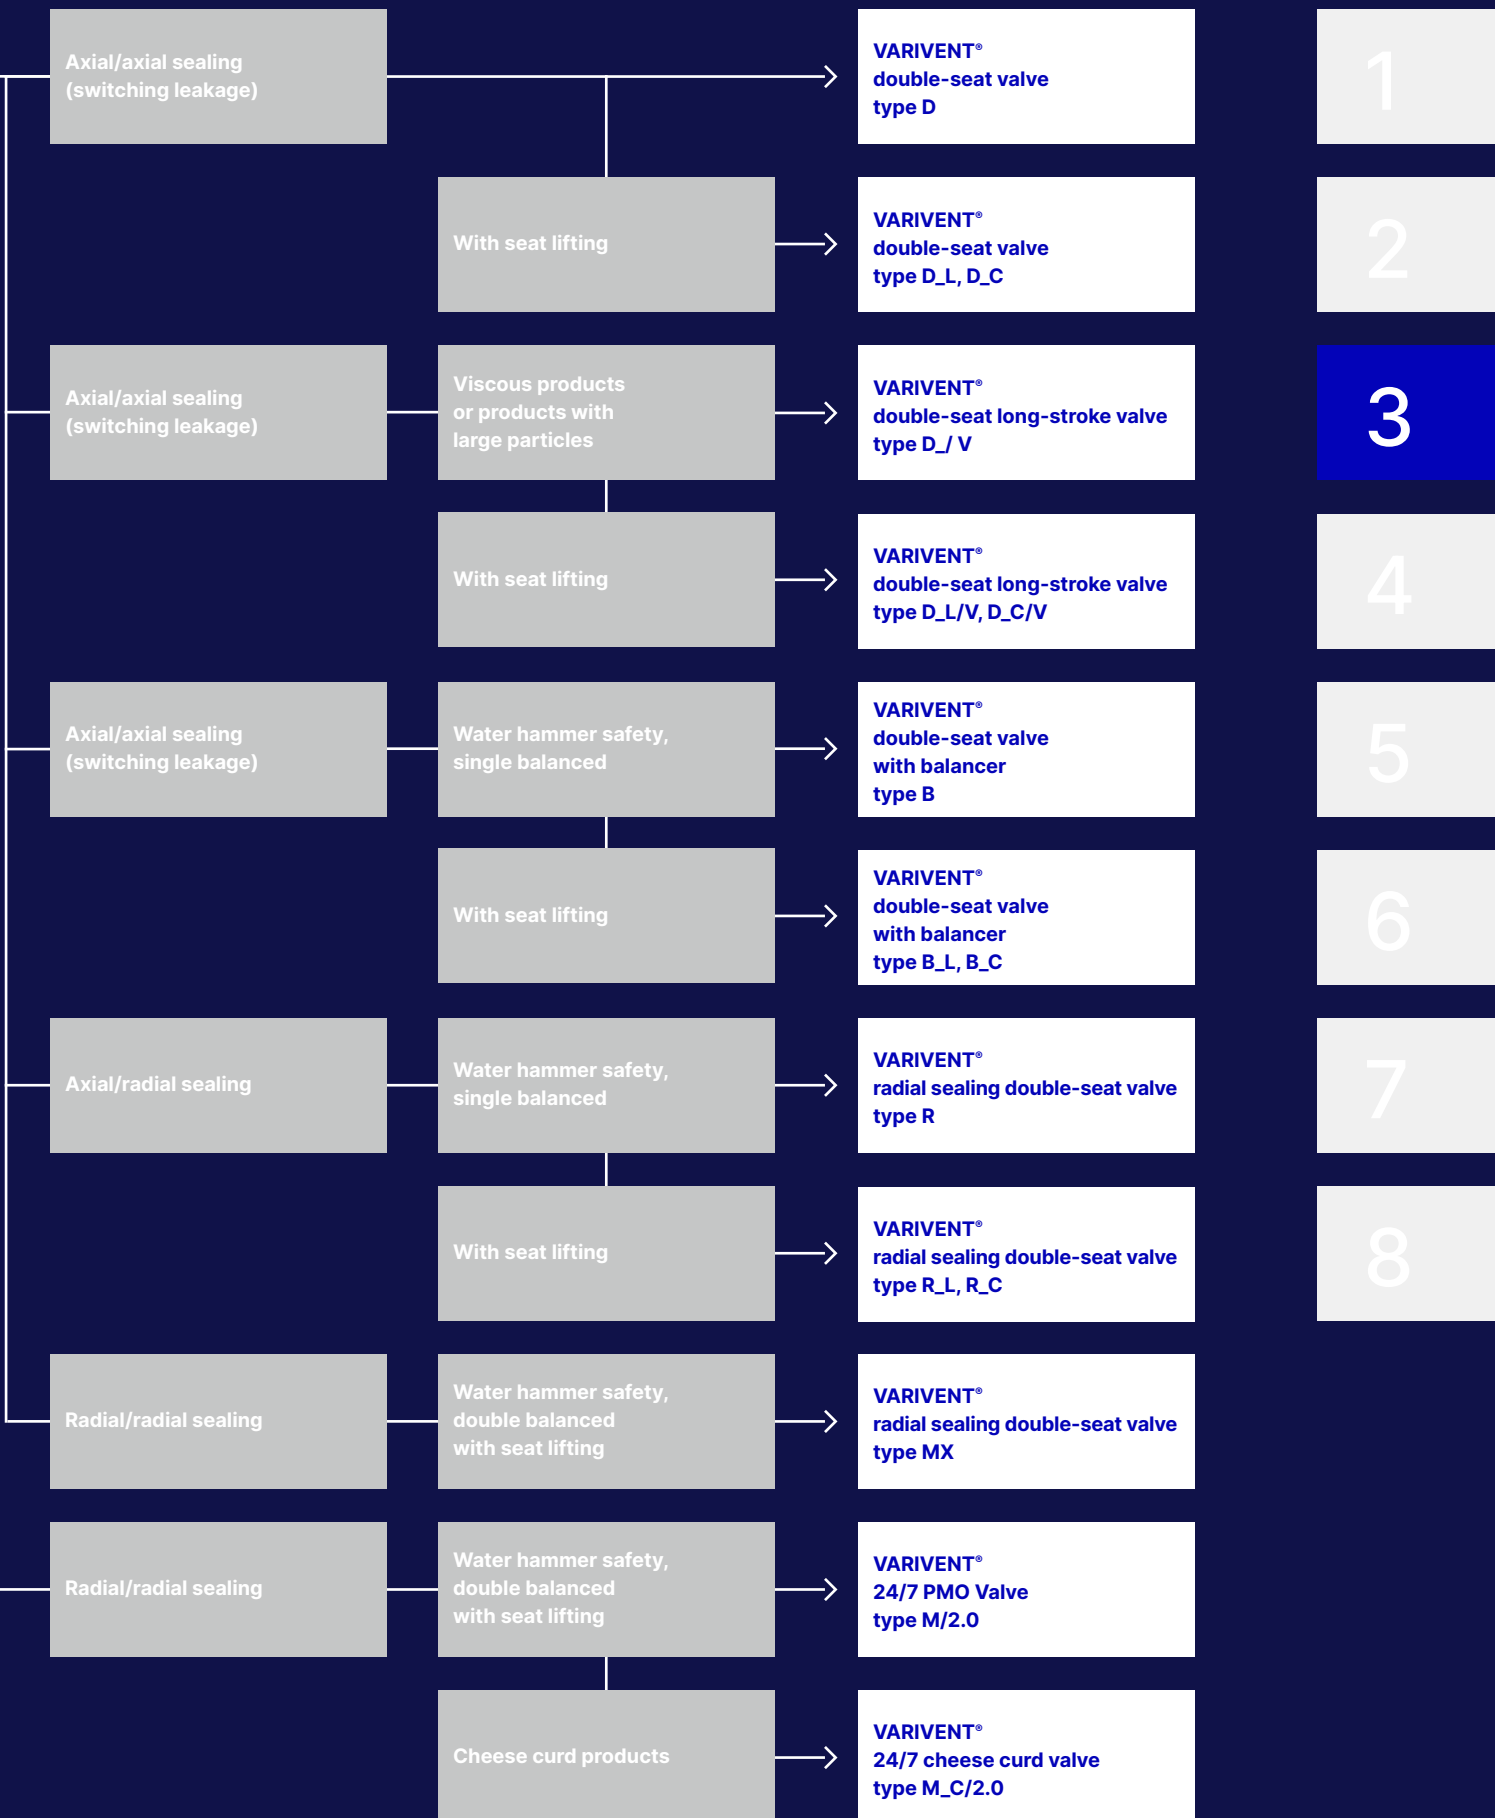 Axial/axial sealing
(switching leakage)
VARIVENT®
double-seat valve
type D
1
With seat lifting
VARIVENT®
double-seat valve
type D_L, D_C
2
Axial/axial sealing
(switching leakage)
Viscous products
or products with
large particles
VARIVENT®
double-seat long-stroke valve
type D_/ V
3
With seat lifting
VARIVENT®
double-seat long-stroke valve
type D_L/V, D_C/V
4
Axial/axial sealing
(switching leakage)
Water hammer safety,
single balanced
VARIVENT®
double-seat valve
with balancer
type B
5
With seat lifting
VARIVENT®
double-seat valve
with balancer
type B_L, B_C
6
Axial/radial sealing
Water hammer safety,
single balanced
VARIVENT®
radial sealing double-seat valve
type R
7
With seat lifting
VARIVENT®
radial sealing double-seat valve
type R_L, R_C
8
Radial/radial sealing
Water hammer safety,
double balanced
with seat lifting
VARIVENT®
radial sealing double-seat valve
type MX
Radial/radial sealing
Water hammer safety,
double balanced
with seat lifting
VARIVENT®
24/7 PMO Valve
type M/2.0
Cheese curd products
VARIVENT®
24/7 cheese curd valve
type M_C/2.0